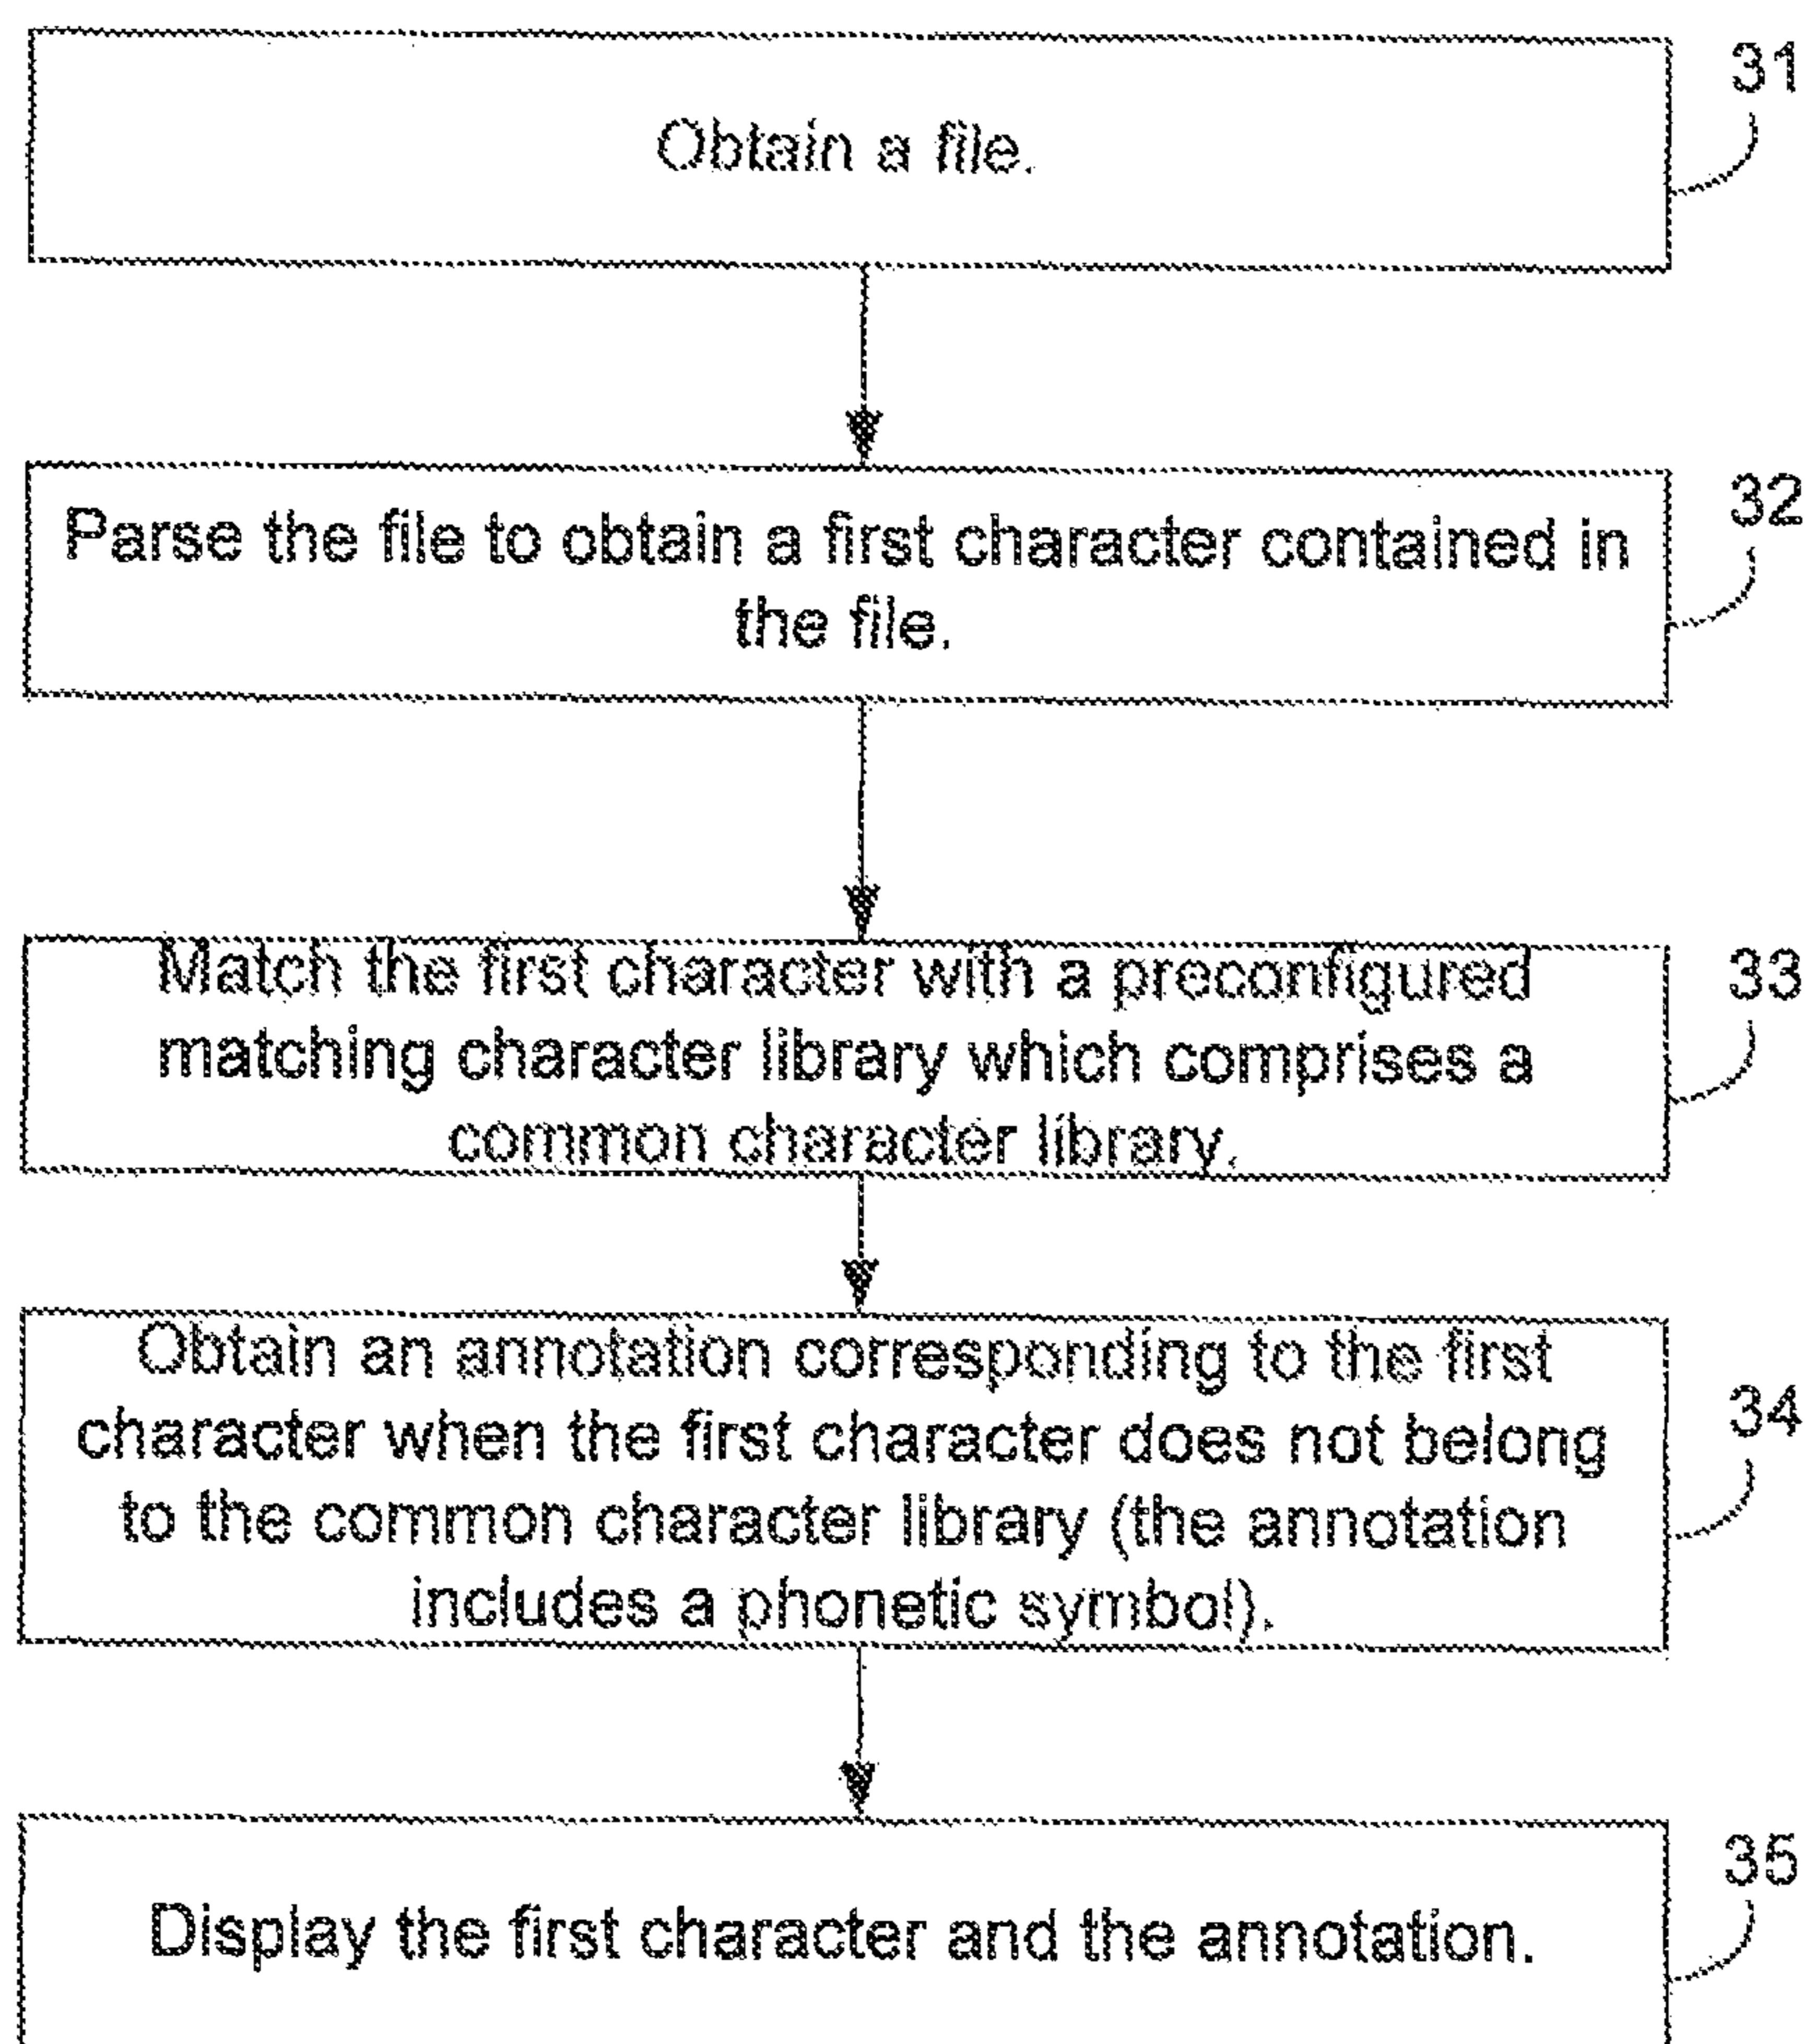 Obtain a file.
31
Parse the file to obtain a first character contained in
the file.
32
Match the first character with a preconfigured
matching character library which comprises a
common character library.
33
Obtain an annotation corresponding to the first
character when the first character does not belong
to the common character library (the annotation
includes a phonetic symbol).
34
Display the first character and the annotation.
35